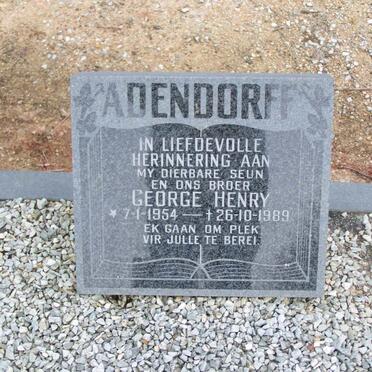 ADENDORFF
IN LIEFDEVOLLE
HERINNERING AAN
MY DIERBARE SEUN
EN ONS BROER
GEORGE HENRY
* 7-1-1954 — † 26-10-1989
EK GAAN OM PLEK
VIR JULLE TE BEREI